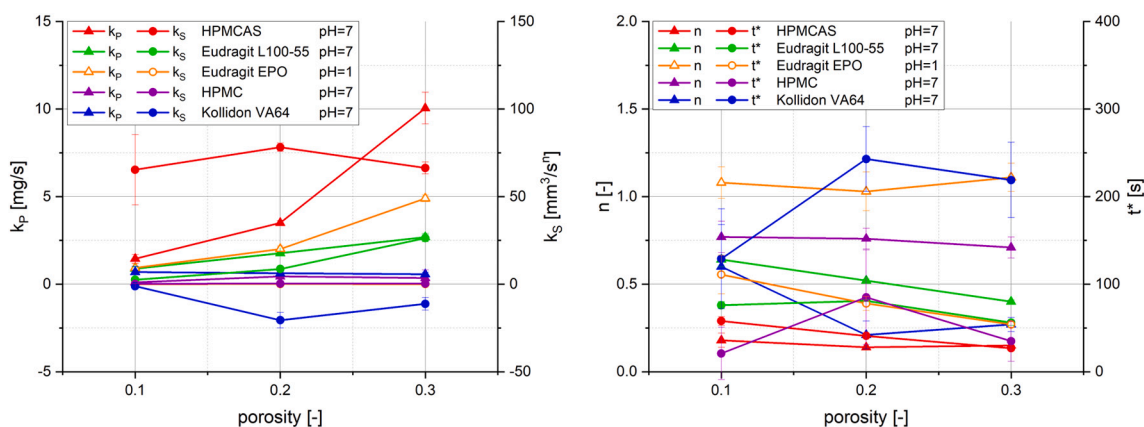 k_P k_S HPMCAS pH=7
k_P k_S Eudragit L100-55 pH=7
k_P k_S Eudragit EPO pH=1
k_P k_S HPMC pH=7
k_P k_S Kollidon VA64 pH=7
15
10
5
0
-5
k_P [mg/s]
150
100
50
0
-50
k_S [mm³/sⁿ]
0.1 0.2 0.3
porosity [-]
n t* HPMCAS pH=7
n t* Eudragit L100-55 pH=7
n t* Eudragit EPO pH=1
n t* HPMC pH=7
n t* Kollidon VA64 pH=7
2.0
1.5
1.0
0.5
0.0
n [-]
400
300
200
100
0
t* [s]
0.1 0.2 0.3
porosity [-]